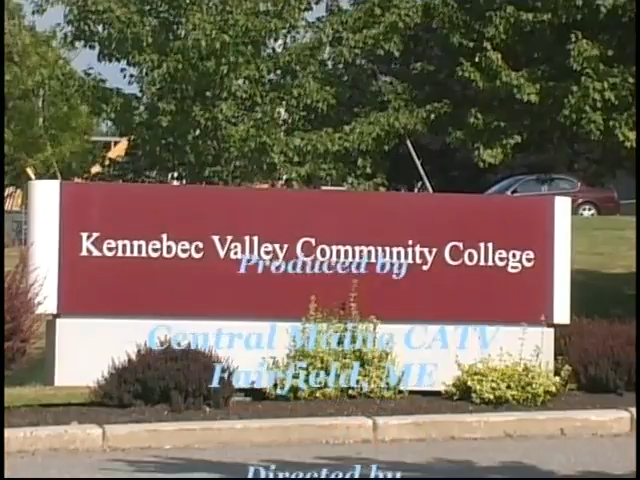 Kennebec Valley Community College
Produced by
Central Maine CATV
Fairfield, ME
Directed by